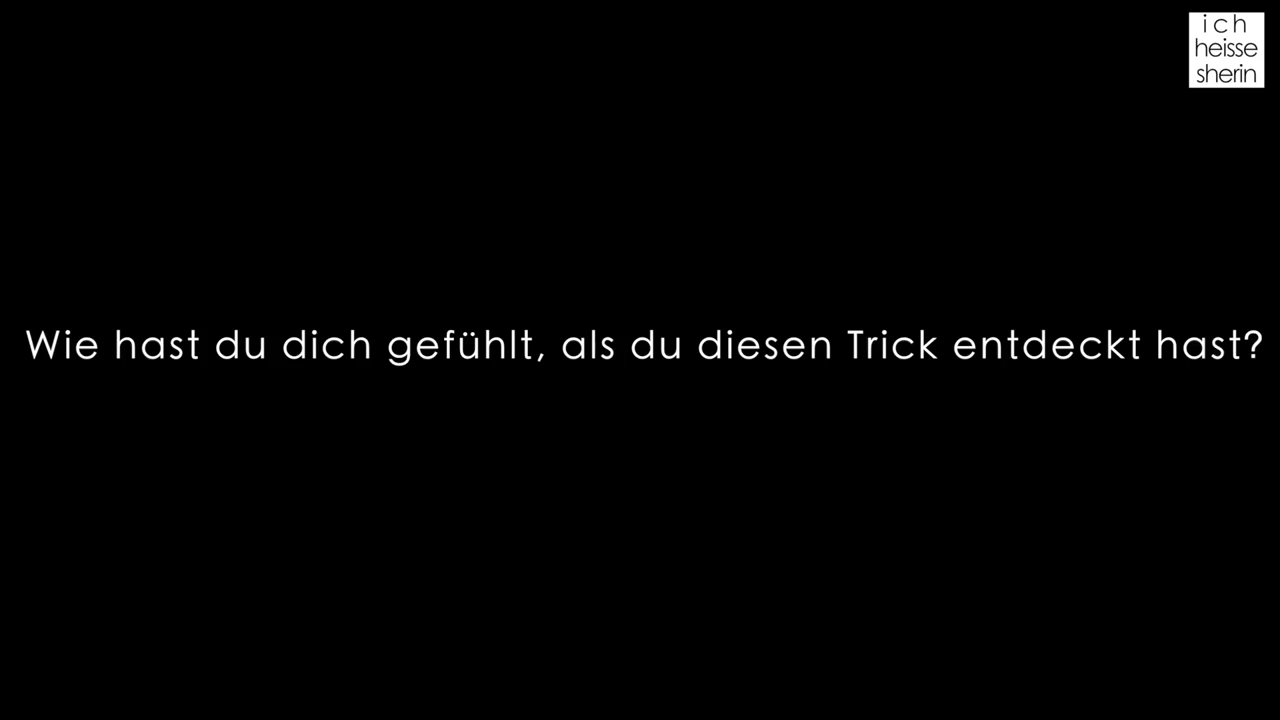 ich
heisse
sherin
Wie hast du dich gefühlt, als du diesen Trick entdeckt hast?